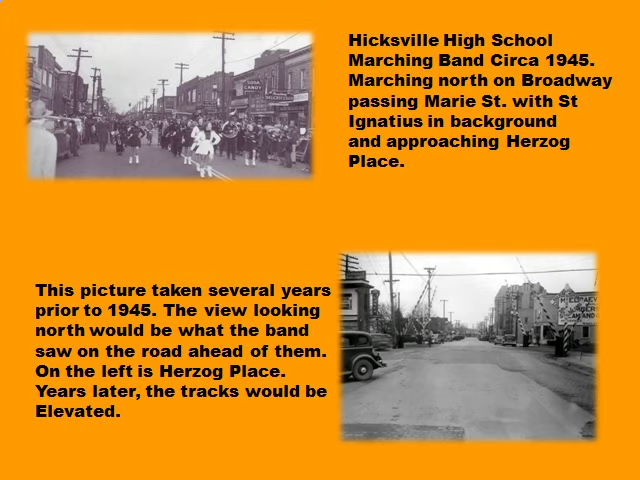 Hicksville High School
Marching Band Circa 1945.
Marching north on Broadway
passing Marie St. with St
Ignatius in background
and approaching Herzog
Place.
SODA
CANDY
This picture taken several years
prior to 1945. The view looking
north would be what the band
saw on the road ahead of them.
On the left is Herzog Place.
Years later, the tracks would be
Elevated.